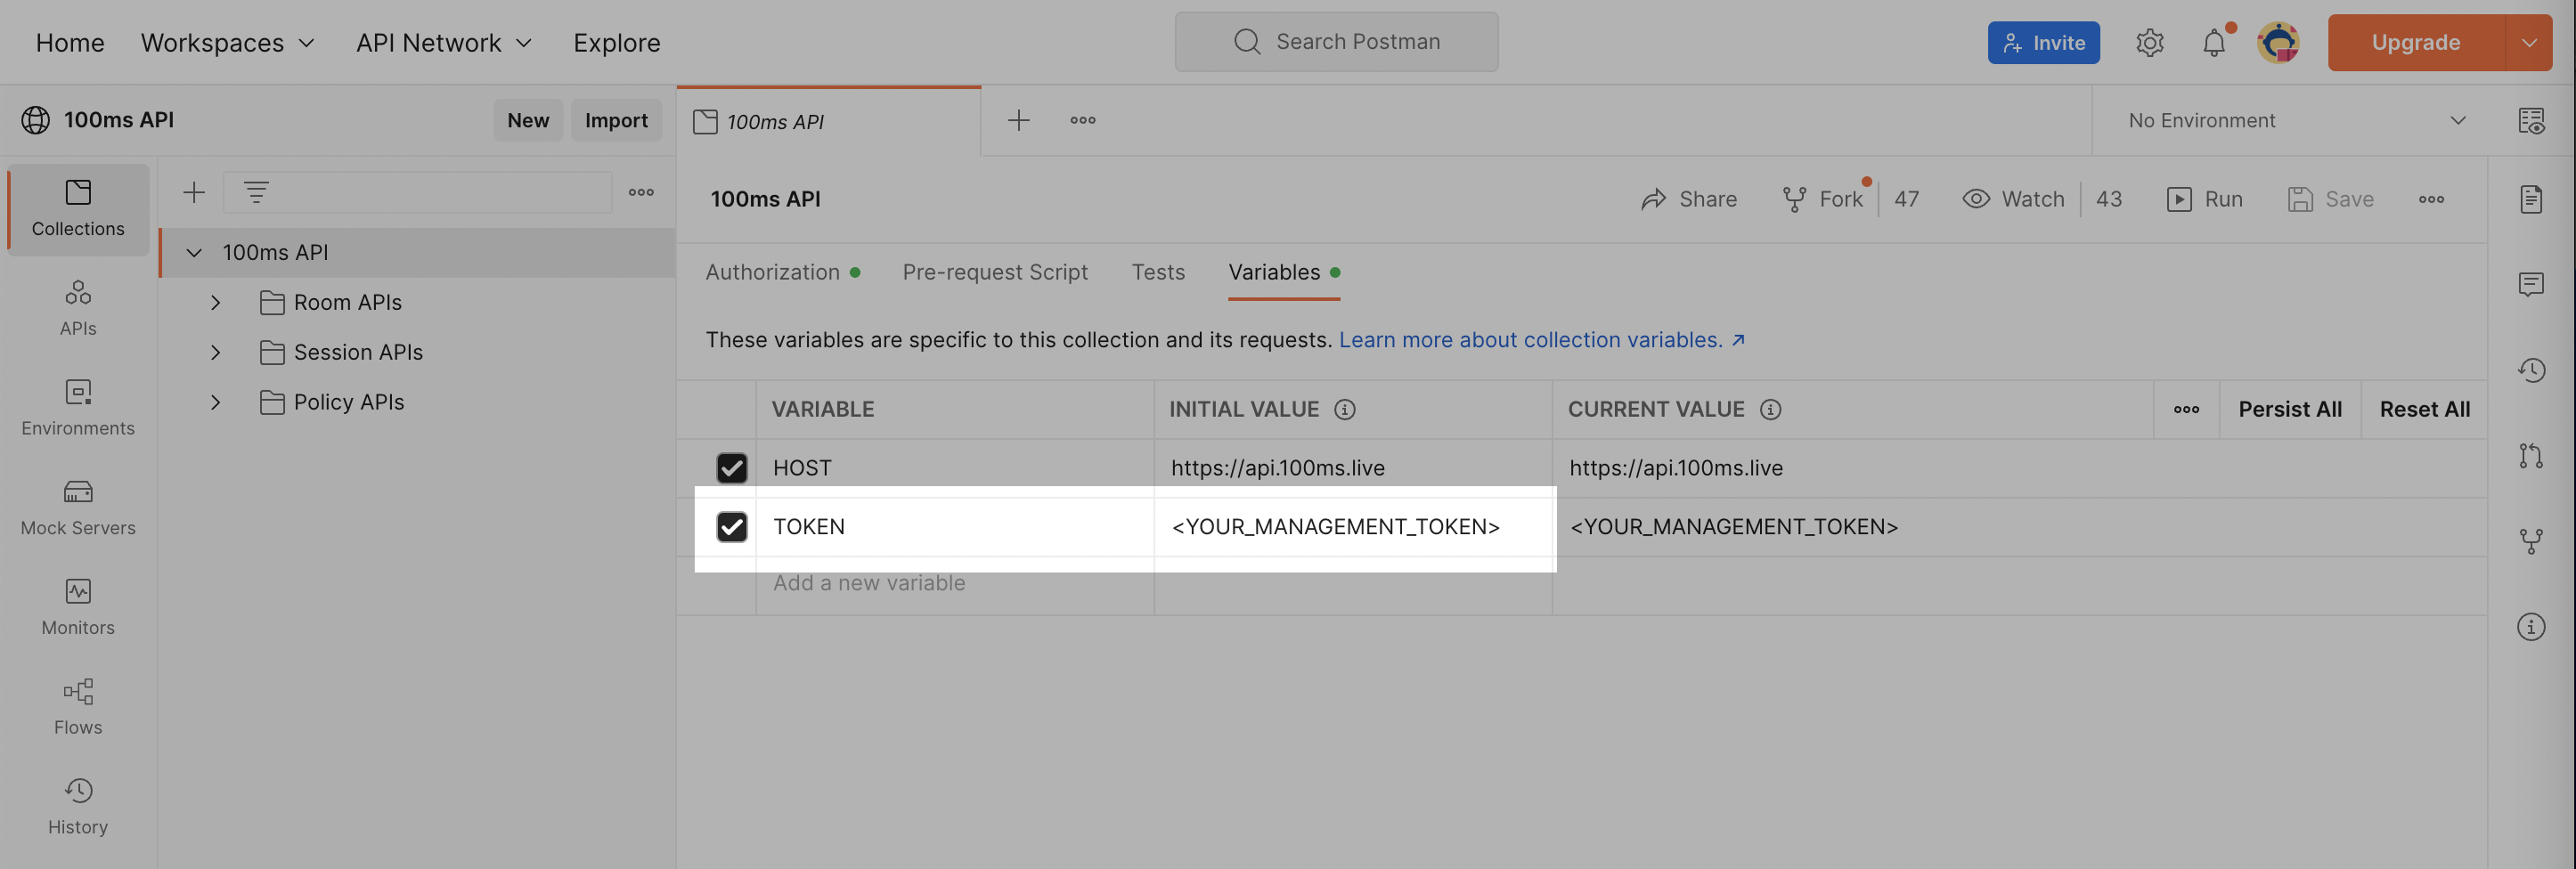 Home Workspaces API Network Explore Search Postman Invite Upgrade
100ms API New Import 100ms API No Environment
Collections
APIs
Environments
Mock Servers
Monitors
Flows
History
100ms API
Room APIs
Session APIs
Policy APIs
100ms API Share Fork 47 Watch 43 Run Save
Authorization Pre-request Script Tests Variables
These variables are specific to this collection and its requests. Learn more about collection variables. ↗
VARIABLE INITIAL VALUE CURRENT VALUE Persist All Reset All
HOST https://api.100ms.live https://api.100ms.live
TOKEN <YOUR_MANAGEMENT_TOKEN> <YOUR_MANAGEMENT_TOKEN>
Add a new variable